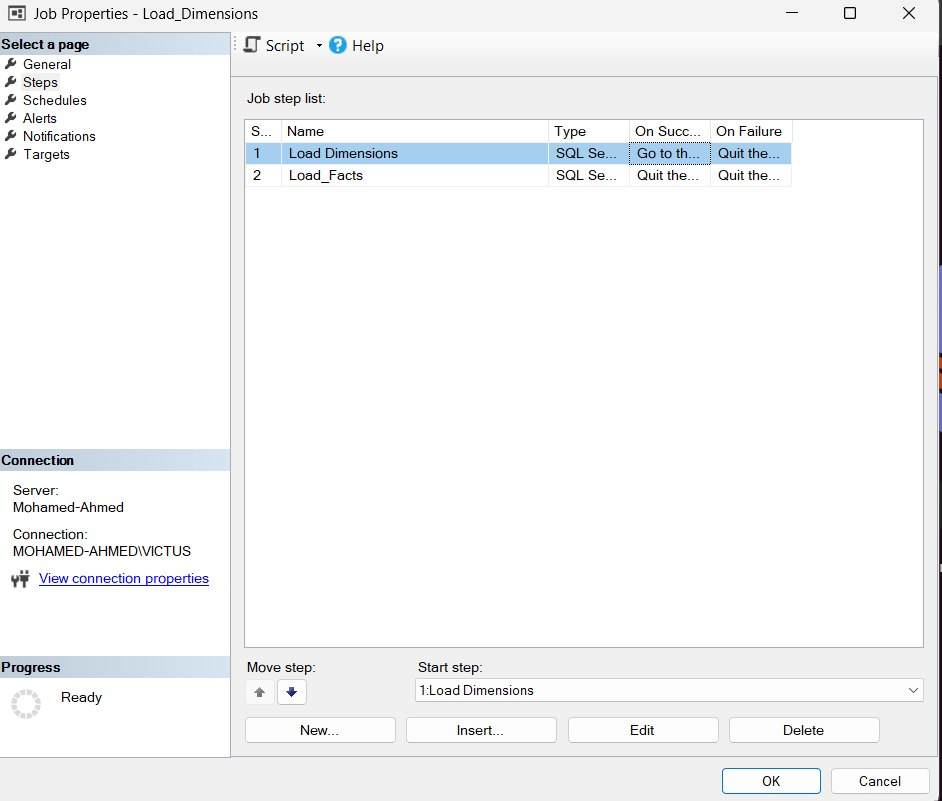 Job Properties - Load_Dimensions
Select a page
General
Steps
Schedules
Alerts
Notifications
Targets
Script
Help
Job step list:
S... Name Type On Succ... On Failure
1 Load Dimensions SQL Se... Go to th... Quit the...
2 Load_Facts SQL Se... Quit the... Quit the...
Connection
Server:
Mohamed-Ahmed
Connection:
MOHAMED-AHMED\VICTUS
View connection properties
Progress
Ready
Move step:
Start step:
1:Load Dimensions
New... Insert... Edit Delete
OK Cancel